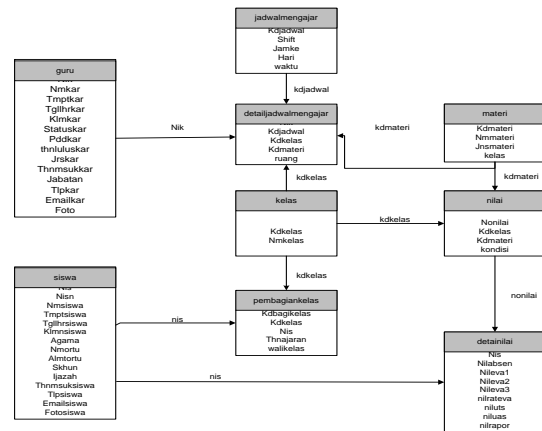 jadwalmengajar
Kdjadwal
Shift
Jamke
Hari
waktu
kdjadwal
guru
Nmkar
Tmptkar
Tgllhrkar
Klmkar
Statuskar
Pddkar
thnluluskar
Jrskar
Thnmsukkar
Jabatan
Tlpkar
Emailkar
Foto
Nik
detailjadwalmengajar
Kdjadwal
Kdkelas
Kdmateri
ruang
kdmateri
materi
Kdmateri
Nmmateri
Jnsmateri
kelas
kdmateri
kdkelas
kelas
Kdkelas
Nmkelas
kdkelas
nilai
Nonilai
Kdkelas
Kdmateri
kondisi
kdkelas
nonilai
siswa
Nis
Nisn
Nmsiswa
Tmptsiswa
Tgllhrsiswa
Klmnsiswa
Agama
Nmortu
Almtortu
Skhun
Ijazah
Thnmsuksiswa
Tlpsiswa
Emailsiswa
Fotosiswa
nis
pembagiankelas
Kdbagikelas
Kdkelas
Nis
Thnajaran
walikelas
nis
detainilai
Nis
Nilabsen
Nileva1
Nileva2
Nileva3
nilrateva
niluts
niluas
nilrapor